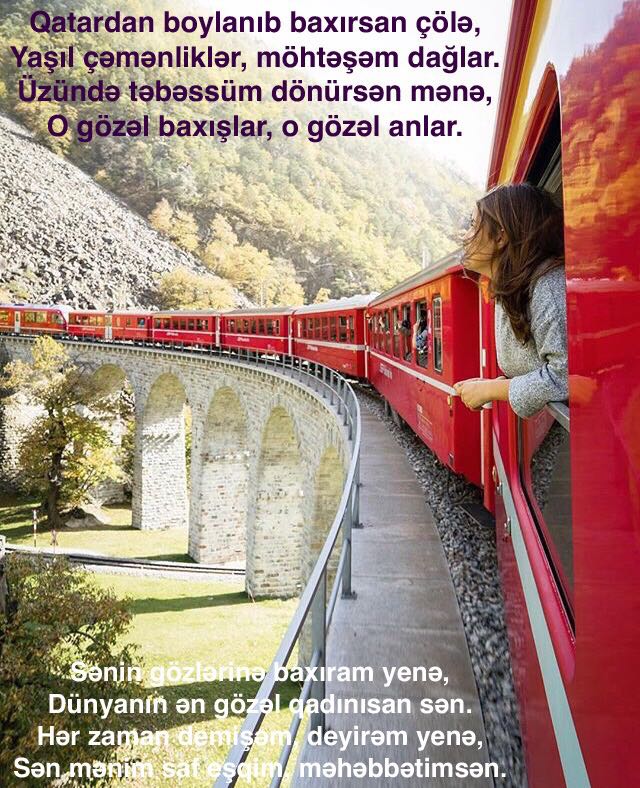 Qatardan boylanıb baxırsan çölə,
Yaşıl çəmənliklər, möhtəşəm dağlar.
Üzündə təbəssüm dönürsən mənə,
O gözəl baxışlar, o gözəl anlar.
Sənin gözlərinə baxıram yenə,
Dünyanın ən gözəl qadınısan sən.
Hər zaman demişəm, deyirəm yenə,
Sən mənim saf eşqim, məhəbbətimsən.